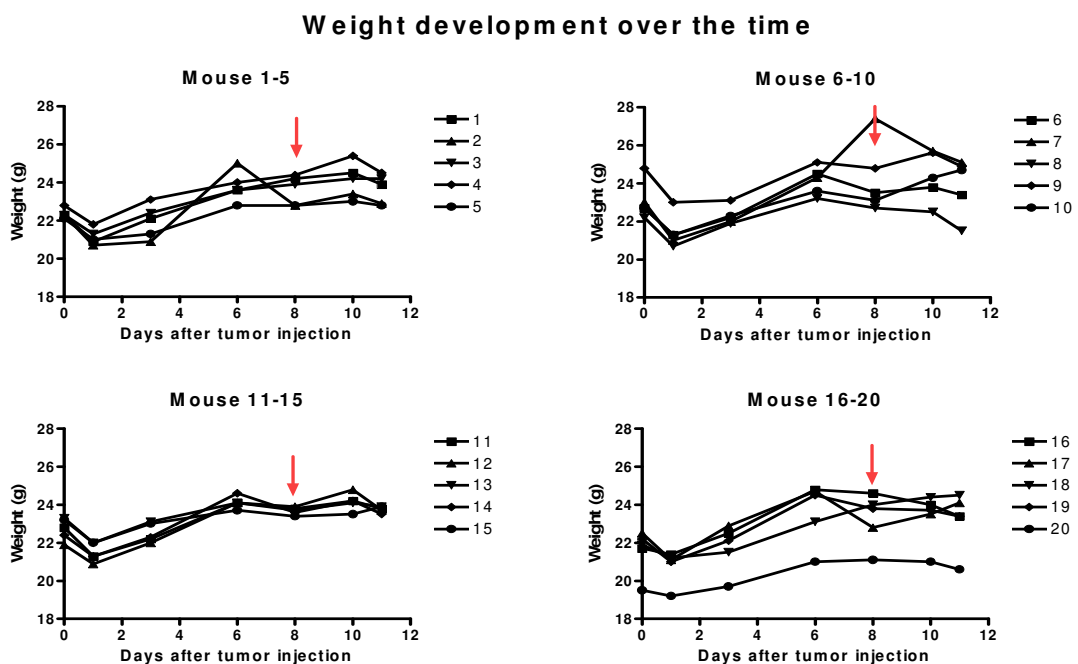 Weight development over the time
Mouse 1-5
Weight (g)
28
26
24
22
20
18
0 2 4 6 8 10 12
Days after tumor injection
1
2
3
4
5
Mouse 6-10
Weight (g)
28
26
24
22
20
18
0 2 4 6 8 10 12
Days after tumor injection
6
7
8
9
10
Mouse 11-15
Weight (g)
28
26
24
22
20
18
0 2 4 6 8 10 12
Days after tumor injection
11
12
13
14
15
Mouse 16-20
Weight (g)
28
26
24
22
20
18
0 2 4 6 8 10 12
Days after tumor injection
16
17
18
19
20